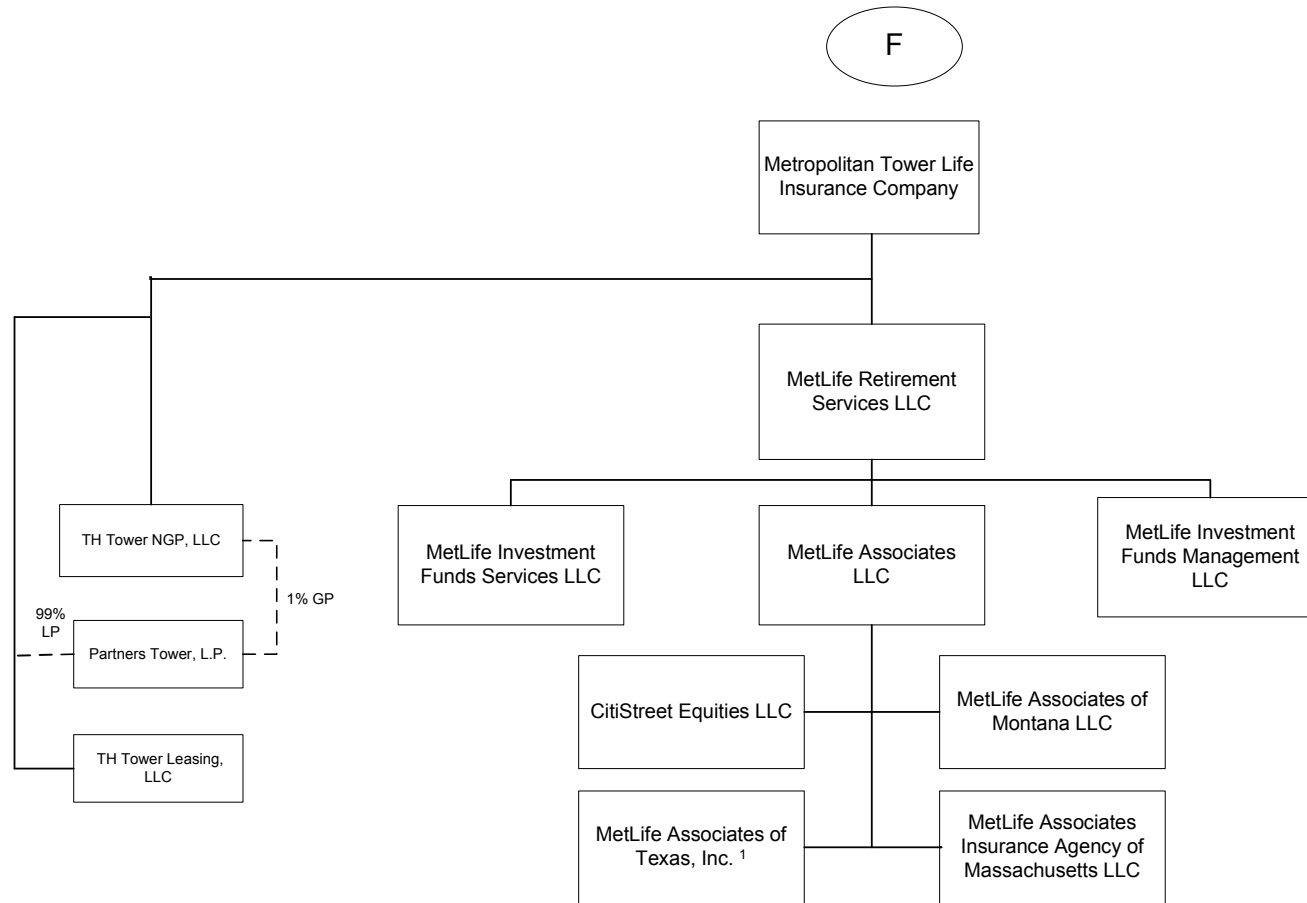 F
Metropolitan Tower Life
Insurance Company
MetLife Retirement
Services LLC
TH Tower NGP, LLC
MetLife Investment
Funds Services LLC
MetLife Associates
LLC
MetLife Investment
Funds Management
LLC
1% GP
99%
LP
Partners Tower, L.P.
CitiStreet Equities LLC
MetLife Associates of
Montana LLC
TH Tower Leasing,
LLC
MetLife Associates of
Texas, Inc. ¹
MetLife Associates
Insurance Agency of
Massachusetts LLC